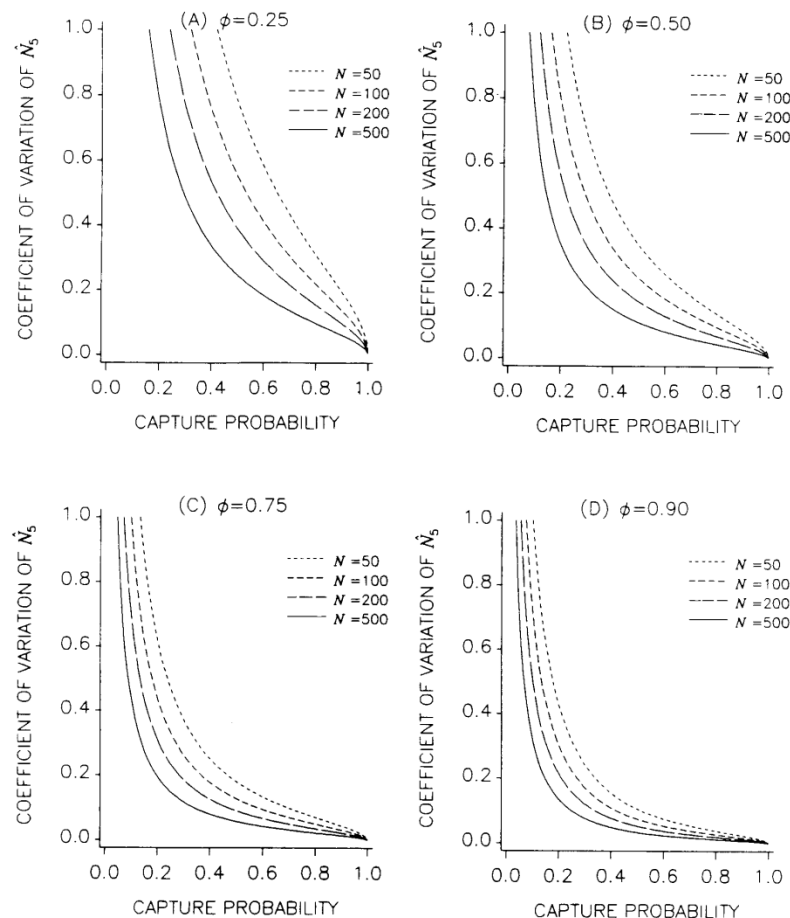 (A) ϕ=0.25
COEFFICIENT OF VARIATION OF N̂₅
1.0
0.8
0.6
0.4
0.2
0.0
N =50
N =100
N =200
N =500
0.0 0.2 0.4 0.6 0.8 1.0
CAPTURE PROBABILITY
(B) ϕ=0.50
COEFFICIENT OF VARIATION OF N̂₅
1.0
0.8
0.6
0.4
0.2
0.0
N =50
N =100
N =200
N =500
0.0 0.2 0.4 0.6 0.8 1.0
CAPTURE PROBABILITY
(C) ϕ=0.75
COEFFICIENT OF VARIATION OF N̂₅
1.0
0.8
0.6
0.4
0.2
0.0
N =50
N =100
N =200
N =500
0.0 0.2 0.4 0.6 0.8 1.0
CAPTURE PROBABILITY
(D) ϕ=0.90
COEFFICIENT OF VARIATION OF N̂₅
1.0
0.8
0.6
0.4
0.2
0.0
N =50
N =100
N =200
N =500
0.0 0.2 0.4 0.6 0.8 1.0
CAPTURE PROBABILITY